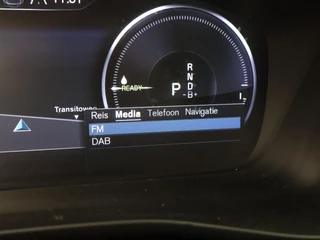 R
N
READY P D
B+
Transitoweg
Reis Media Telefoon Navigatie
FM
DAB